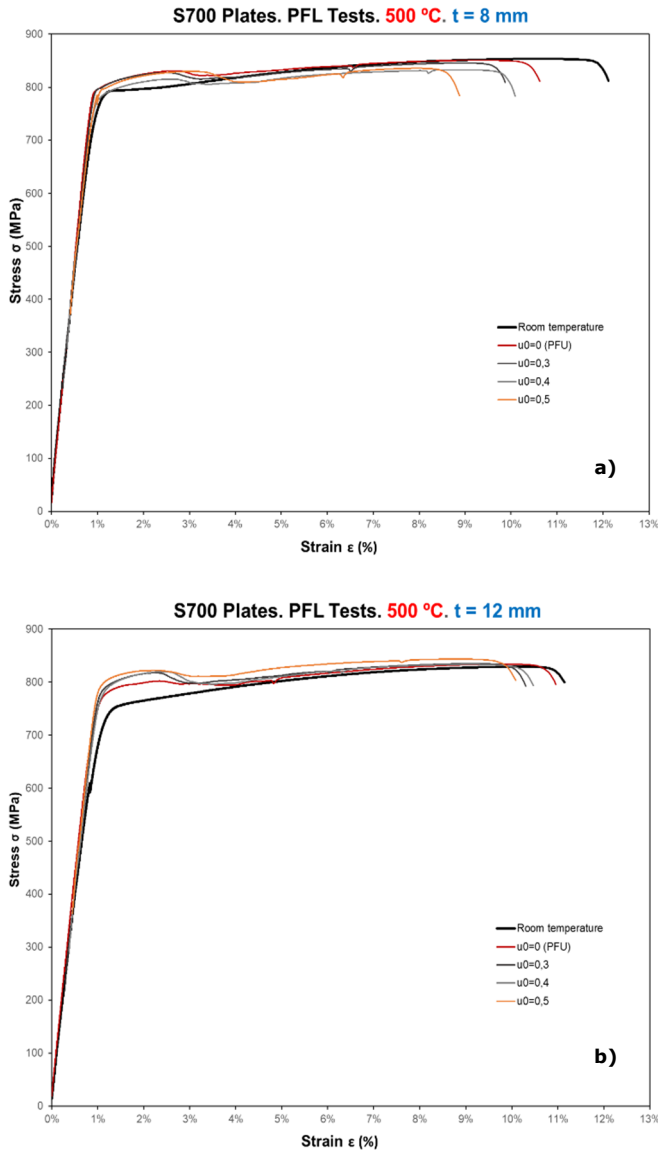 S700 Plates. PFL Tests. 500 ºC. t = 8 mm
900
800
700
600
500
400
300
200
100
0
Stress σ (MPa)
Room temperature
u0=0 (PFU)
u0=0,3
u0=0,4
u0=0,5
a)
0% 1% 2% 3% 4% 5% 6% 7% 8% 9% 10% 11% 12% 13%
Strain ε (%)
S700 Plates. PFL Tests. 500 ºC. t = 12 mm
900
800
700
600
500
400
300
200
100
0
Stress σ (MPa)
Room temperature
u0=0 (PFU)
u0=0,3
u0=0,4
u0=0,5
b)
0% 1% 2% 3% 4% 5% 6% 7% 8% 9% 10% 11% 12% 13%
Strain ε (%)